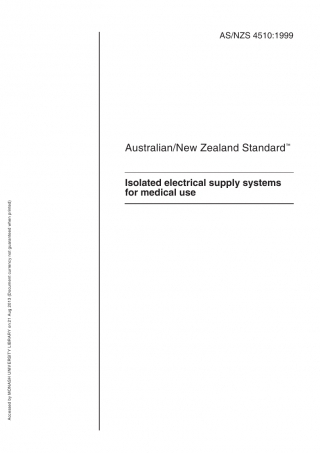 AS/NZS 4510:1999
Australian/New Zealand Standard™
Isolated electrical supply systems
for medical use
Accessed by MONASH UNIVERSITY LIBRARY on 21 Aug 2013 (Document currency not guaranteed when printed)